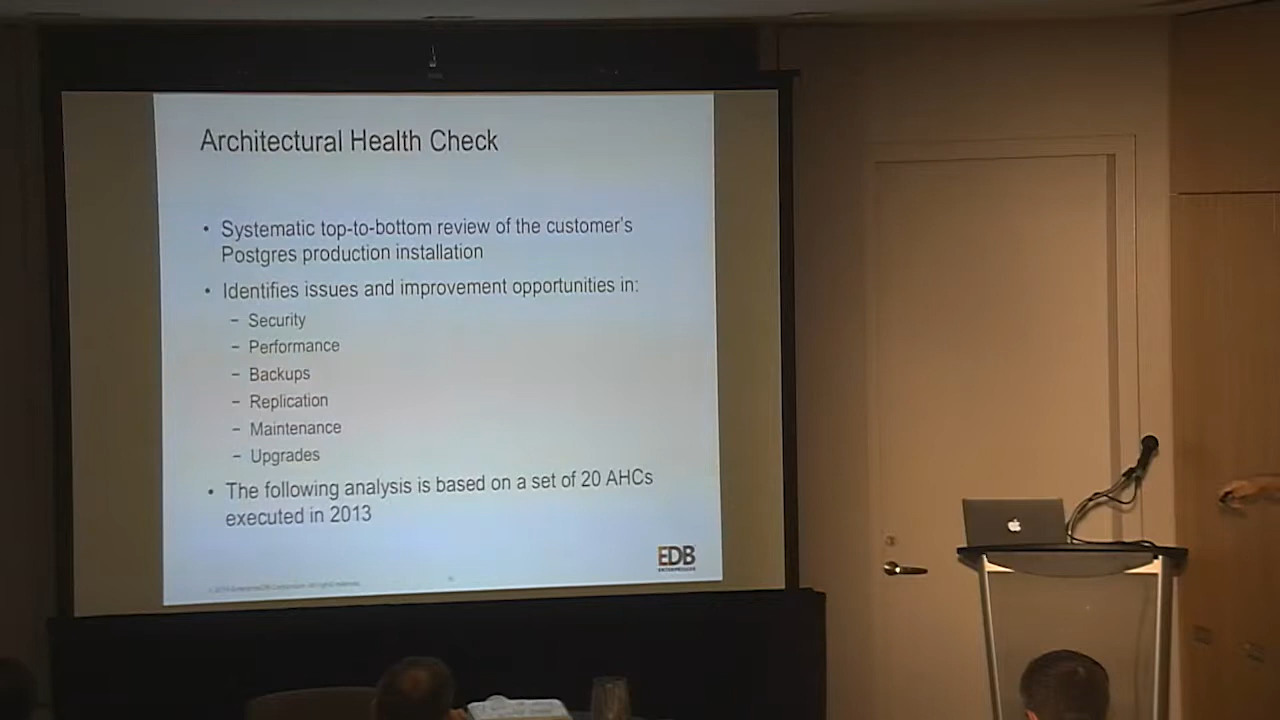 Architectural Health Check
• Systematic top-to-bottom review of the customer's
Postgres production installation
• Identifies issues and improvement opportunities in:
– Security
– Performance
– Backups
– Replication
– Maintenance
– Upgrades
• The following analysis is based on a set of 20 AHCs
executed in 2013
EDB
ENTERPRISEDB